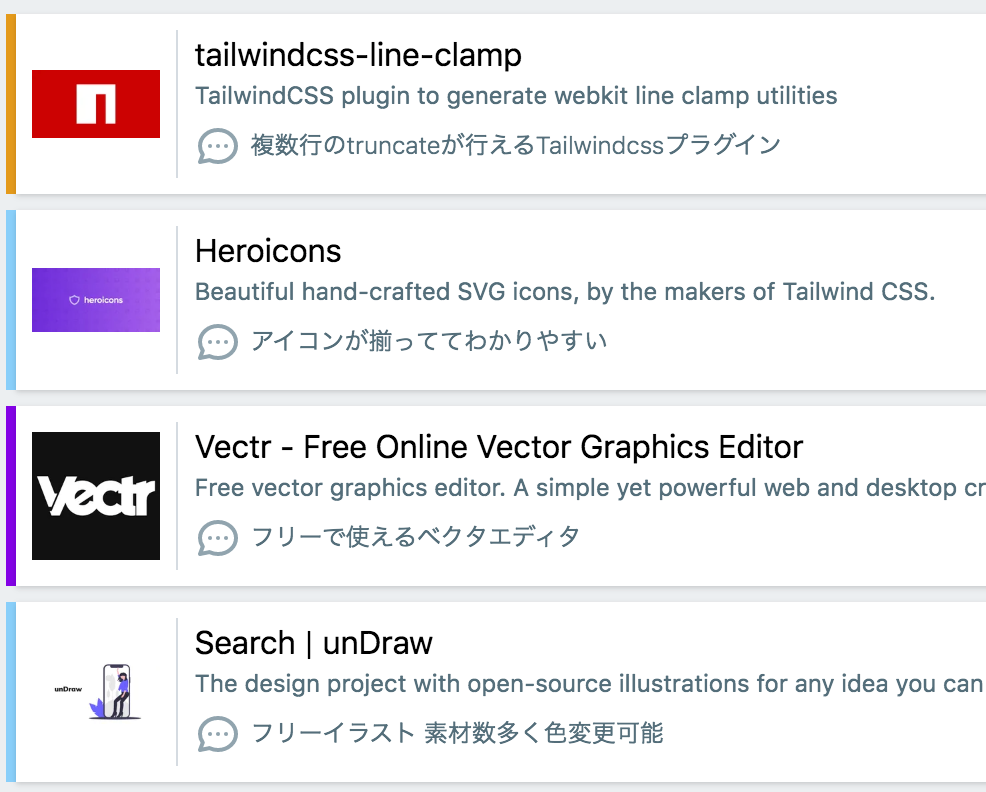 tailwindcss-line-clamp
TailwindCSS plugin to generate webkit line clamp utilities
複数行のtruncateが行えるTailwindcssプラグイン
heroicons
Heroicons
Beautiful hand-crafted SVG icons, by the makers of Tailwind CSS.
アイコンが揃っててわかりやすい
Vectr
Vectr - Free Online Vector Graphics Editor
Free vector graphics editor. A simple yet powerful web and desktop cr
フリーで使えるベクタエディタ
unDraw
Search | unDraw
The design project with open-source illustrations for any idea you can
フリーイラスト 素材数多く色変更可能